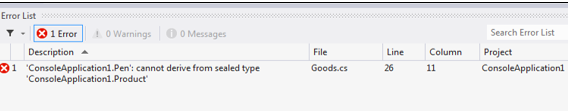 Error List
1 Error
0 Warnings
0 Messages
Search Error List
Description
File
Line
Column
Project
1
'ConsoleApplication1.Pen': cannot derive from sealed type
'ConsoleApplication1.Product'
Goods.cs
26
11
ConsoleApplication1